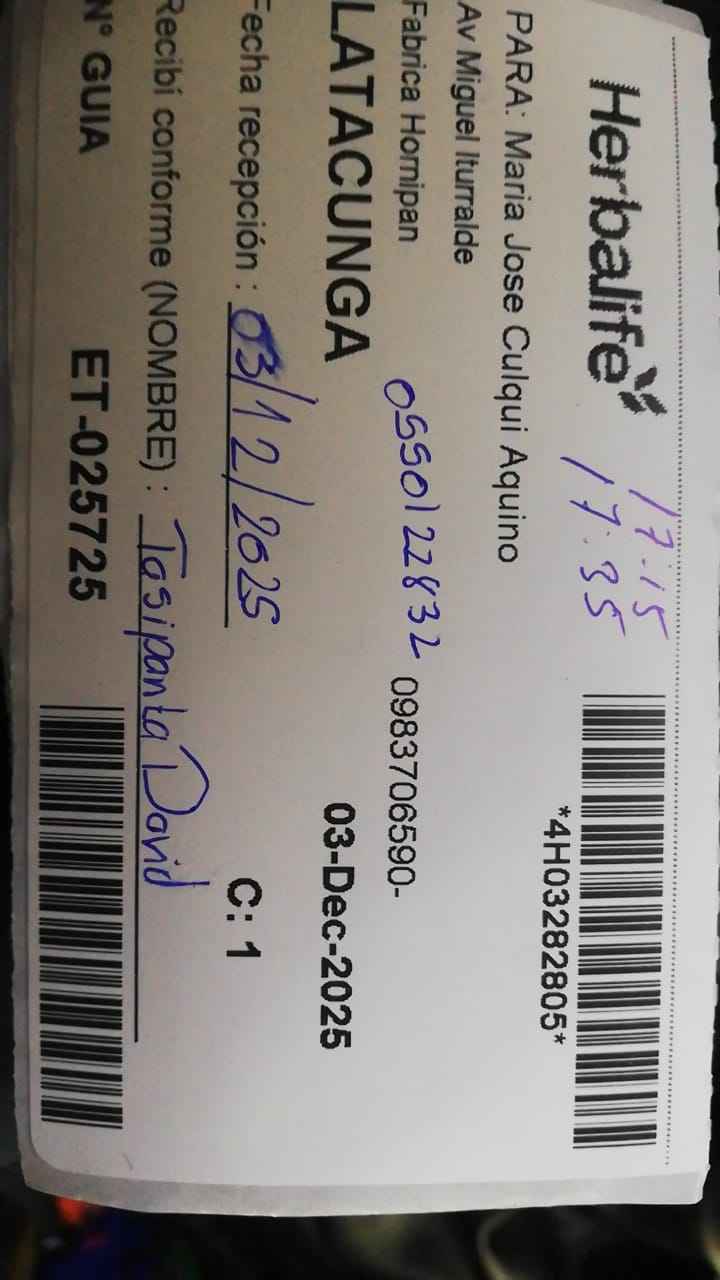 Herbalife
17:15
17:35
*4H03282805*
PARA: Maria Jose Culqui Aquino
Av Miguel Iturralde
Fabrica Hornipan
0550122832 0983706590-
LATACUNGA 03-Dec-2025
Fecha recepción : 03/12/2025 C: 1
Recibí conforme (NOMBRE) : Tasipanta David
N° GUIA ET-025725